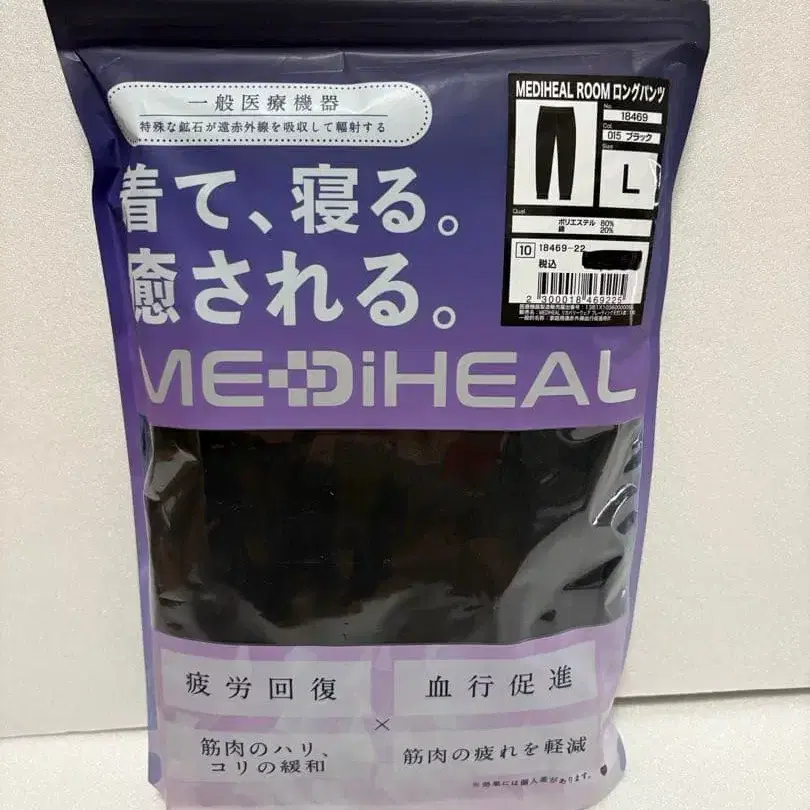 一般医療機器
特殊な鉱石が遠赤外線を吸収して輻射する
着て、寝る。
癒される。
MEDiHEAL
MEDIHEAL ROOM ロングパンツ
No.
18469
Col.
015 ブラック
Size
L
Qual.
ポリエステル 80%
綿 20%
10 18469-22
税込
2 300018 469225
疲労回復
血行促進
×
筋肉のハリ、
コリの緩和
筋肉の疲れを軽減
※効果には個人差があります。